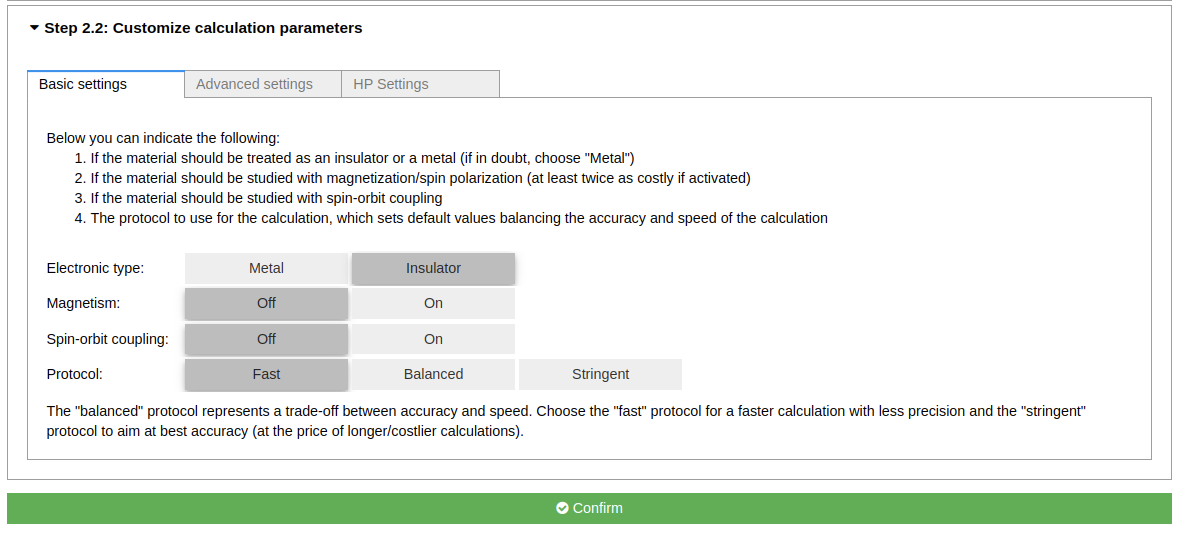 Step 2.2: Customize calculation parameters
Basic settings Advanced settings HP Settings
Below you can indicate the following:
1. If the material should be treated as an insulator or a metal (if in doubt, choose "Metal")
2. If the material should be studied with magnetization/spin polarization (at least twice as costly if activated)
3. If the material should be studied with spin-orbit coupling
4. The protocol to use for the calculation, which sets default values balancing the accuracy and speed of the calculation
Electronic type: Metal Insulator
Magnetism: Off On
Spin-orbit coupling: Off On
Protocol: Fast Balanced Stringent
The "balanced" protocol represents a trade-off between accuracy and speed. Choose the "fast" protocol for a faster calculation with less precision and the "stringent"
protocol to aim at best accuracy (at the price of longer/costlier calculations).
Confirm